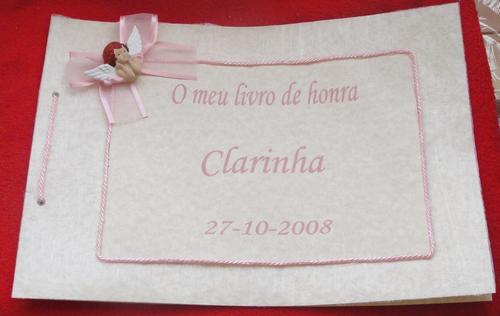 O meu livro de honra
Clarinha
27-10-2008